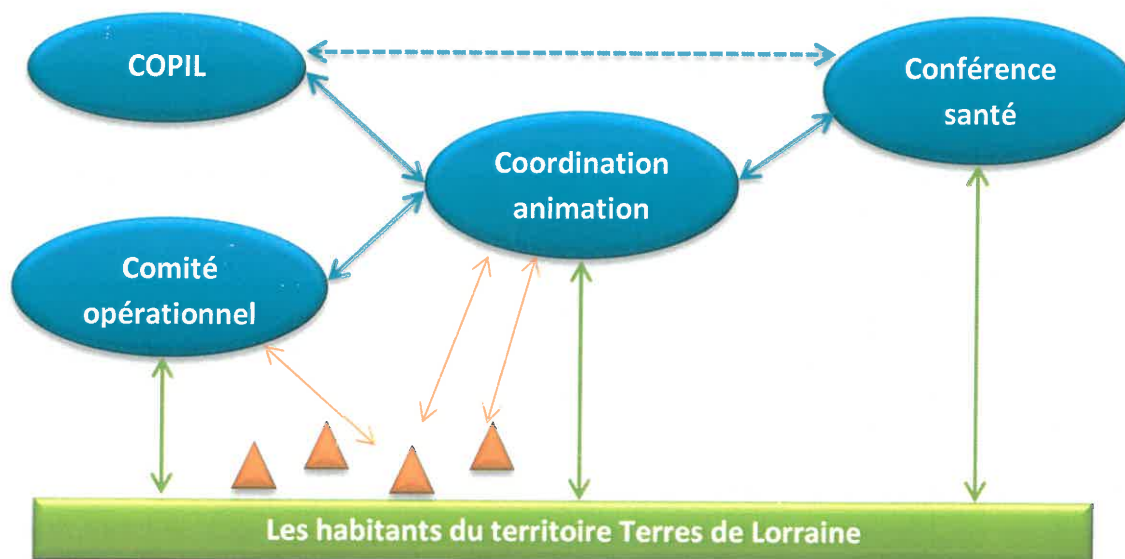 COPIL
Conférence
santé
Coordination
animation
Comité
opérationnel
Les habitants du territoire Terres de Lorraine